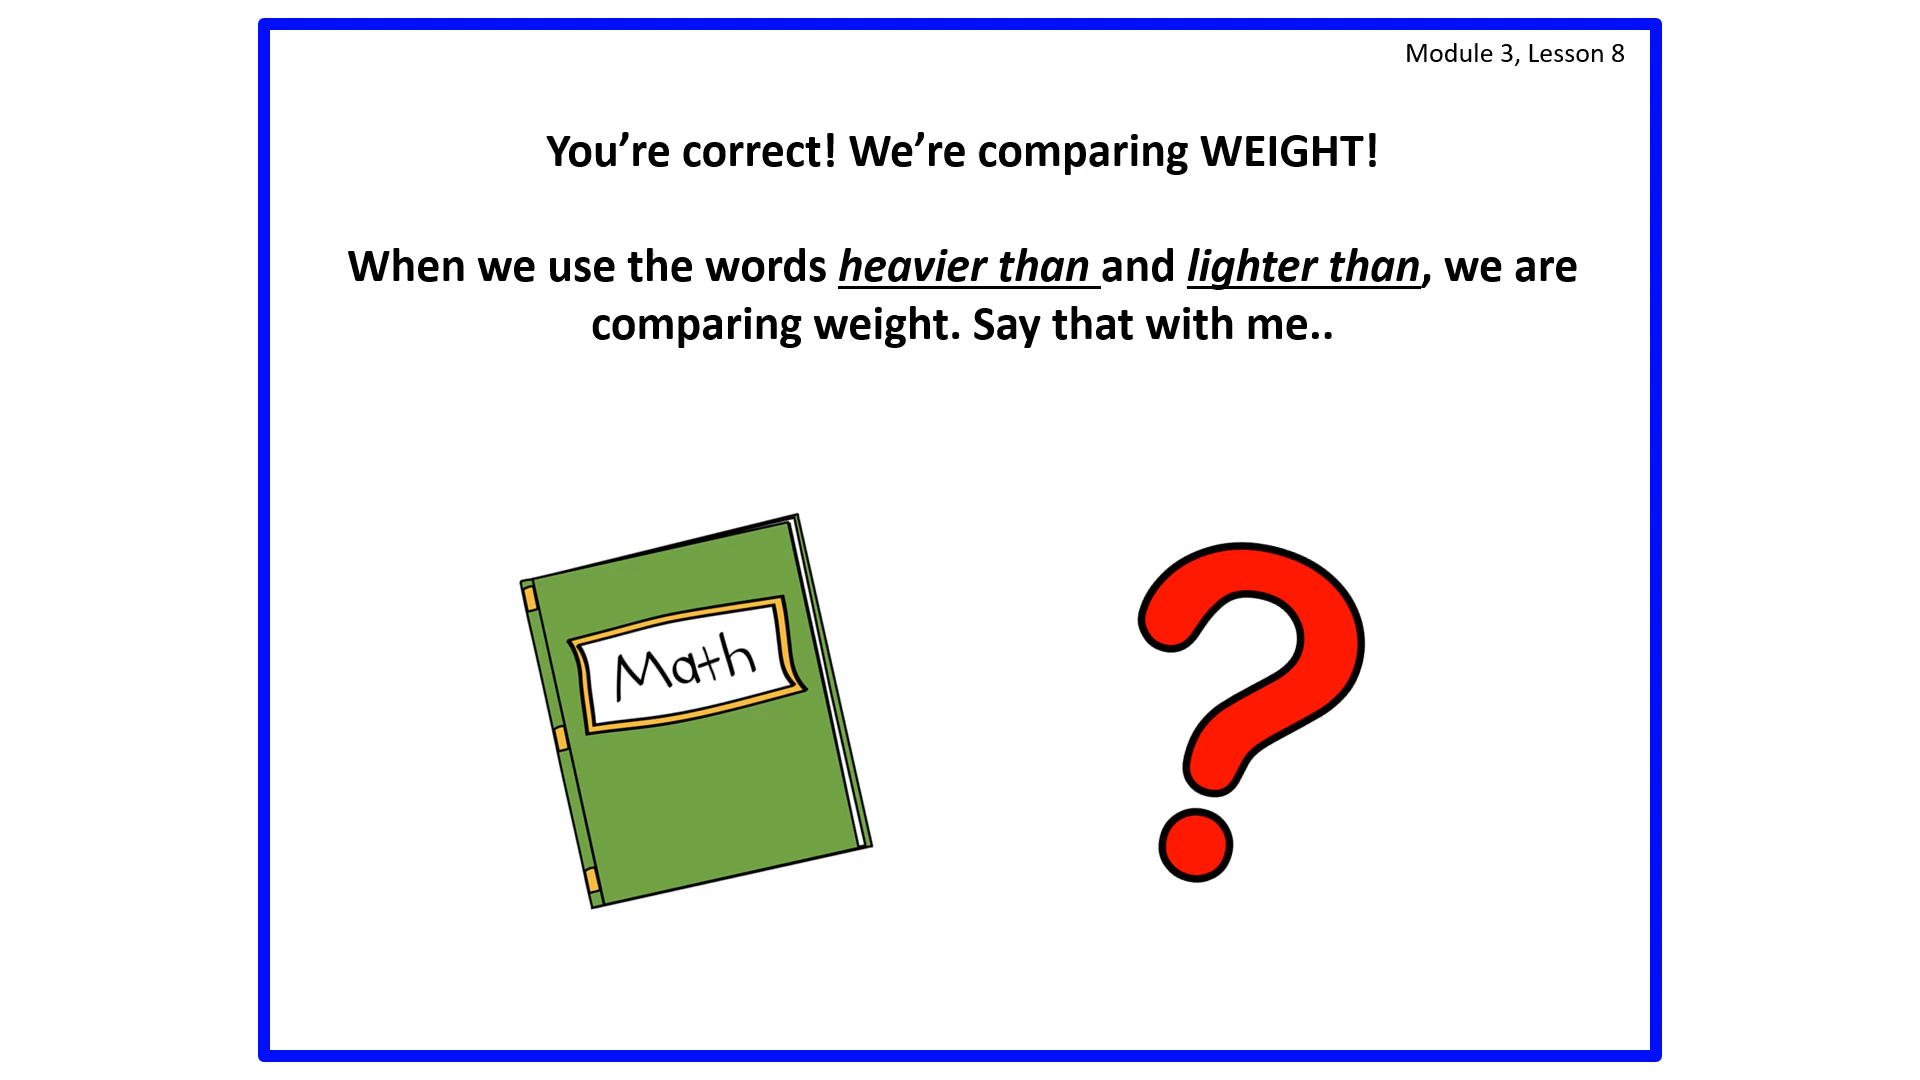 Module 3, Lesson 8
You’re correct! We’re comparing WEIGHT!
When we use the words heavier than and lighter than, we are
comparing weight. Say that with me..
Math